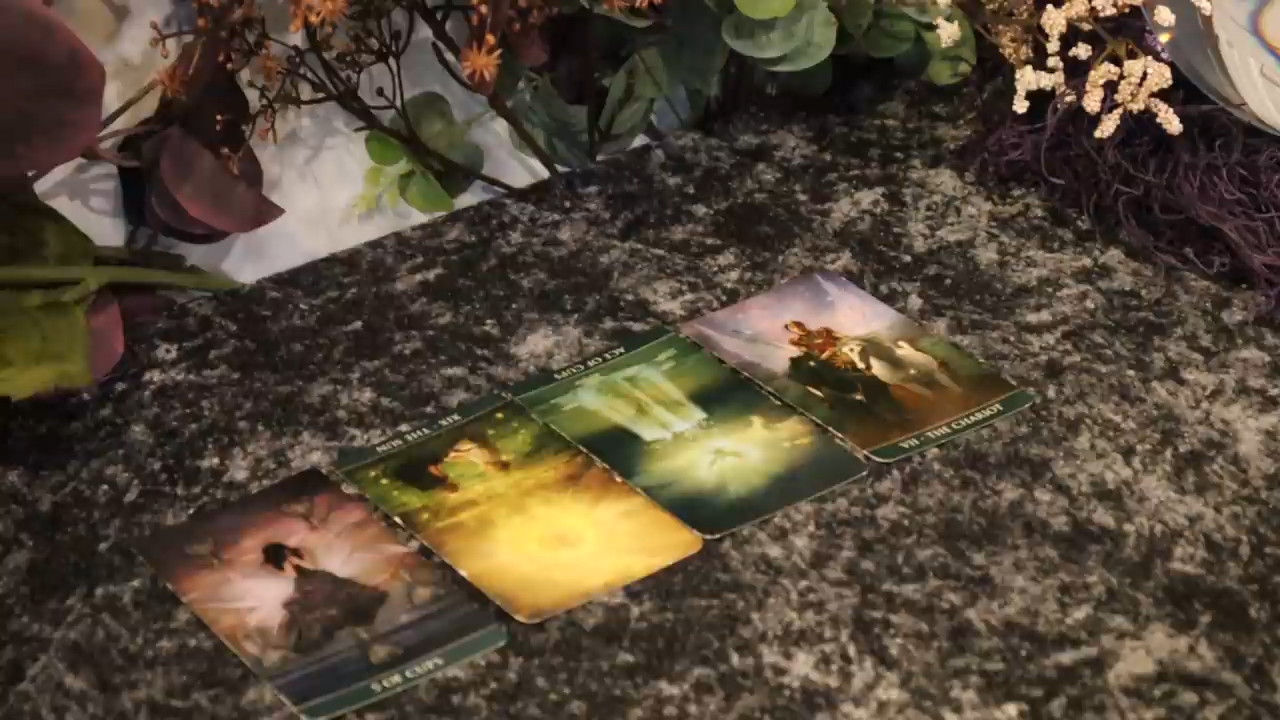 5 OF CUPS
XIX · THE SUN
ACE OF CUPS
VII · THE CHARIOT